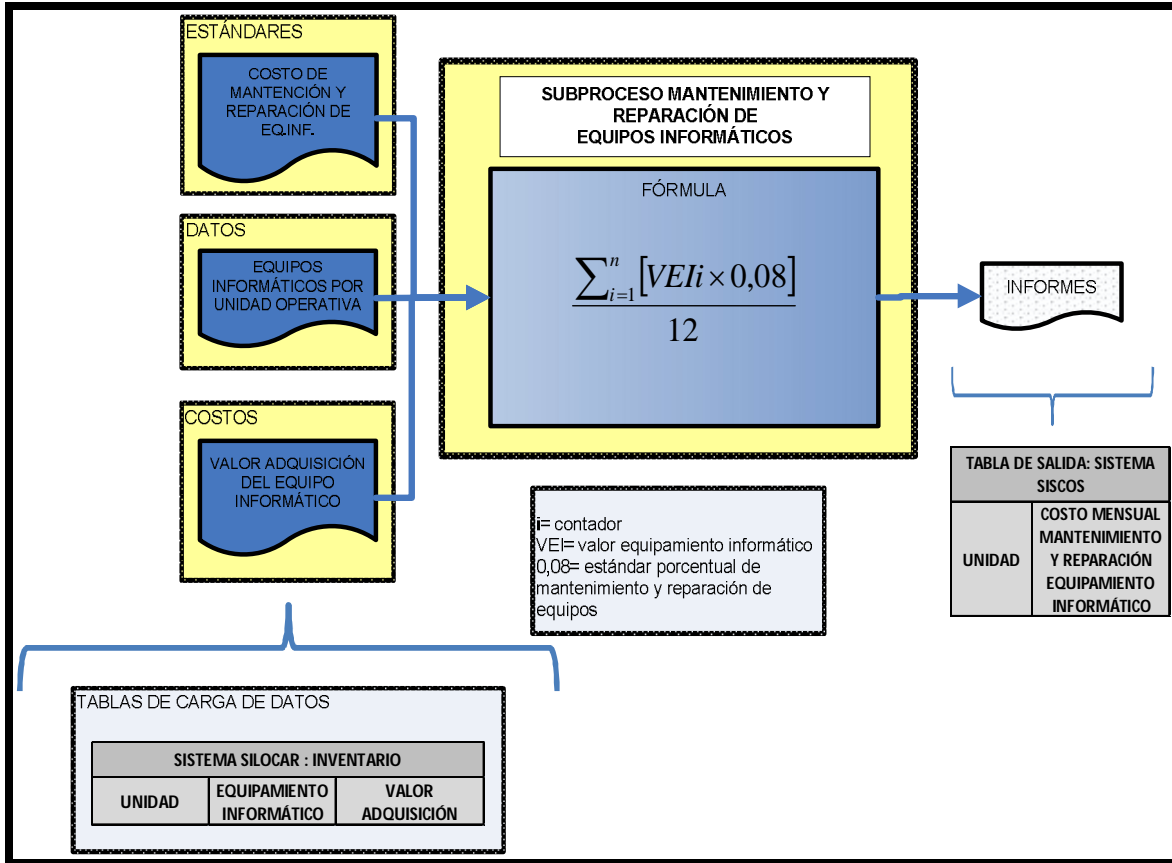 ESTÁNDARES
COSTO DE
MANTENCIÓN Y
REPARACIÓN DE
EQ.INF.
DATOS
EQUIPOS
INFORMÁTICOS POR
UNIDAD OPERATIVA
COSTOS
VALOR ADQUISICIÓN
DEL EQUIPO
INFORMÁTICO
SUBPROCESO MANTENIMIENTO Y
REPARACIÓN DE
EQUIPOS INFORMÁTICOS
FÓRMULA
∑ⁿᵢ₌₁ [VEIi × 0,08]
12
INFORMES
i= contador
VEI= valor equipamiento informático
0,08= estándar porcentual de
mantenimiento y reparación de
equipos
TABLA DE SALIDA: SISTEMA
SISCOS
UNIDAD
COSTO MENSUAL
MANTENIMIENTO
Y REPARACIÓN
EQUIPAMIENTO
INFORMÁTICO
TABLAS DE CARGA DE DATOS
SISTEMA SILOCAR : INVENTARIO
UNIDAD
EQUIPAMIENTO
INFORMÁTICO
VALOR
ADQUISICIÓN